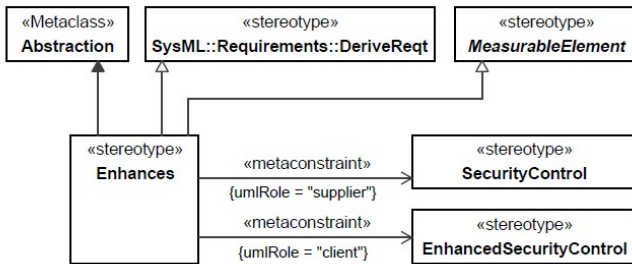 «Metaclass»
Abstraction
«stereotype»
SysML::Requirements::DeriveReqt
«stereotype»
MeasurableElement
«stereotype»
Enhances
«metaconstraint»
{umlRole = "supplier"}
«stereotype»
SecurityControl
«metaconstraint»
{umlRole = "client"}
«stereotype»
EnhancedSecurityControl